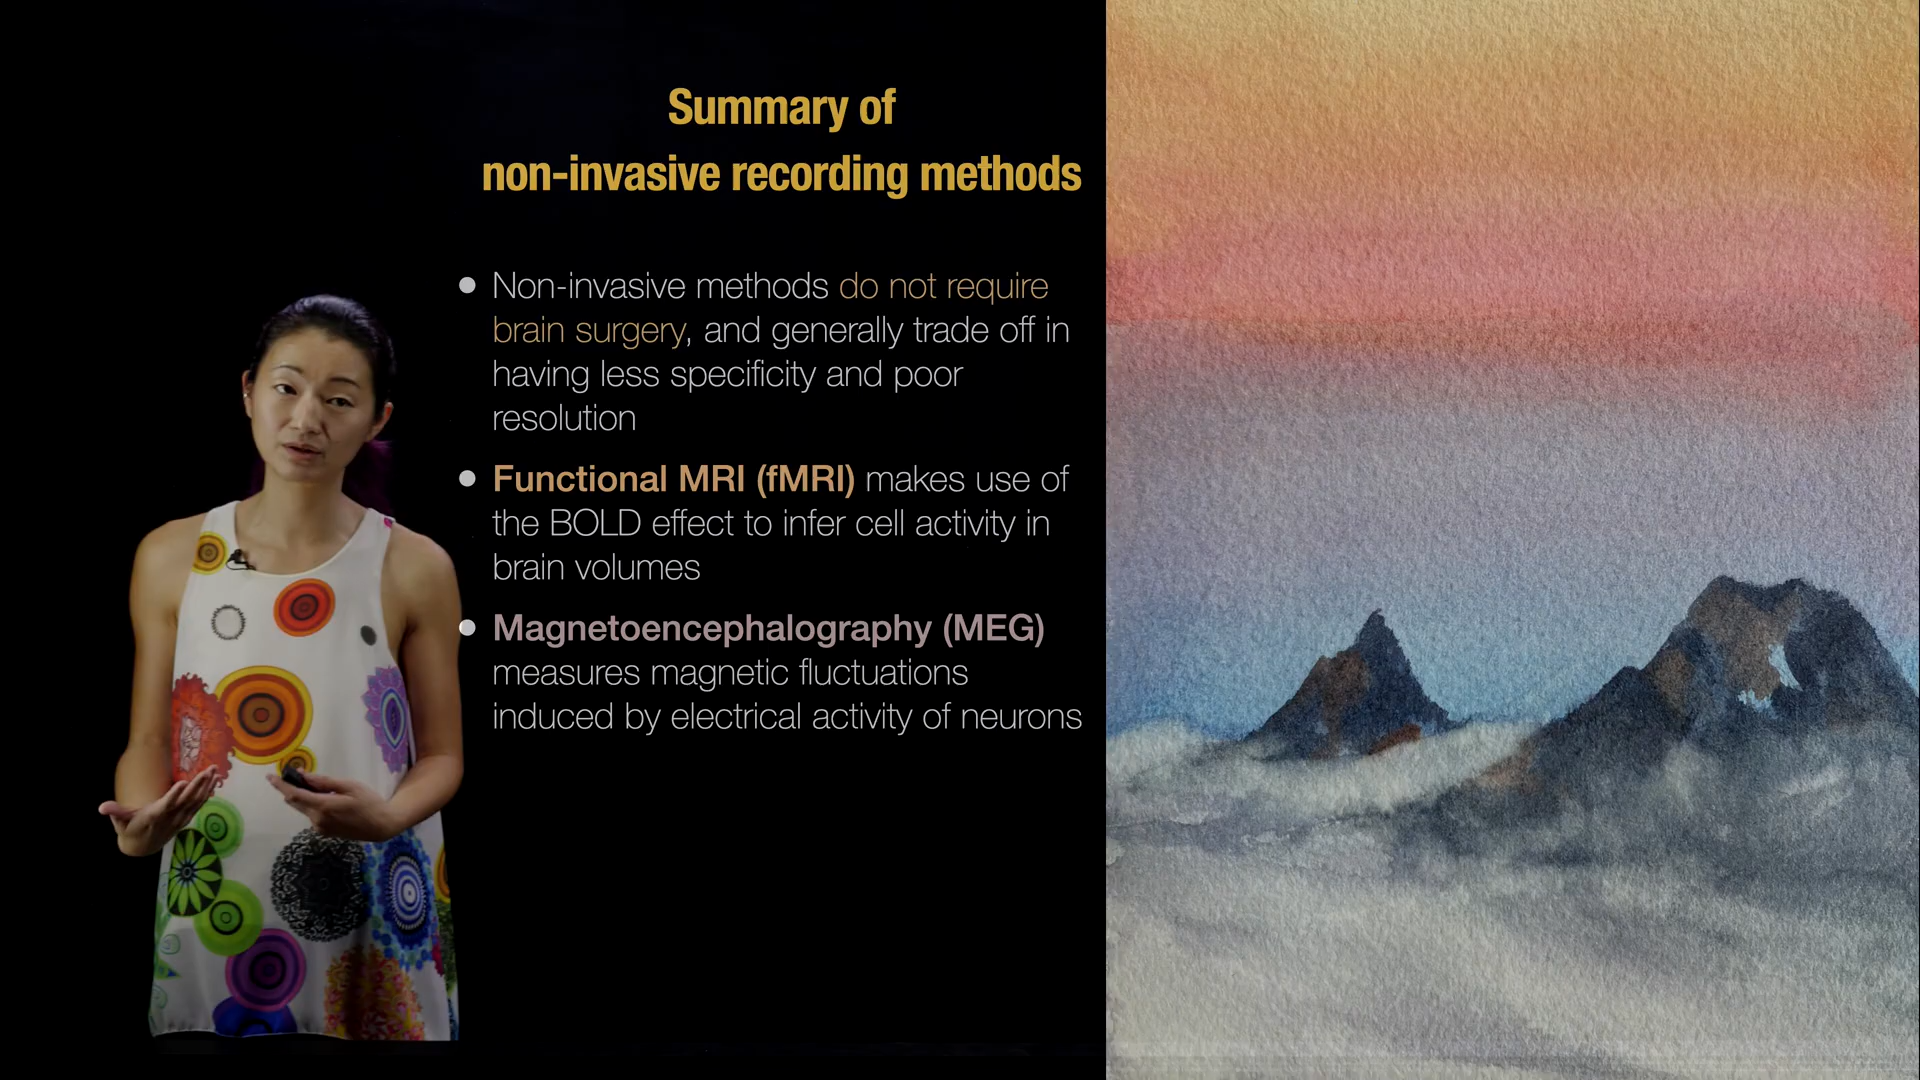 Summary of
non-invasive recording methods
• Non-invasive methods do not require
brain surgery, and generally trade off in
having less specificity and poor
resolution
• Functional MRI (fMRI) makes use of
the BOLD effect to infer cell activity in
brain volumes
• Magnetoencephalography (MEG)
measures magnetic fluctuations
induced by electrical activity of neurons